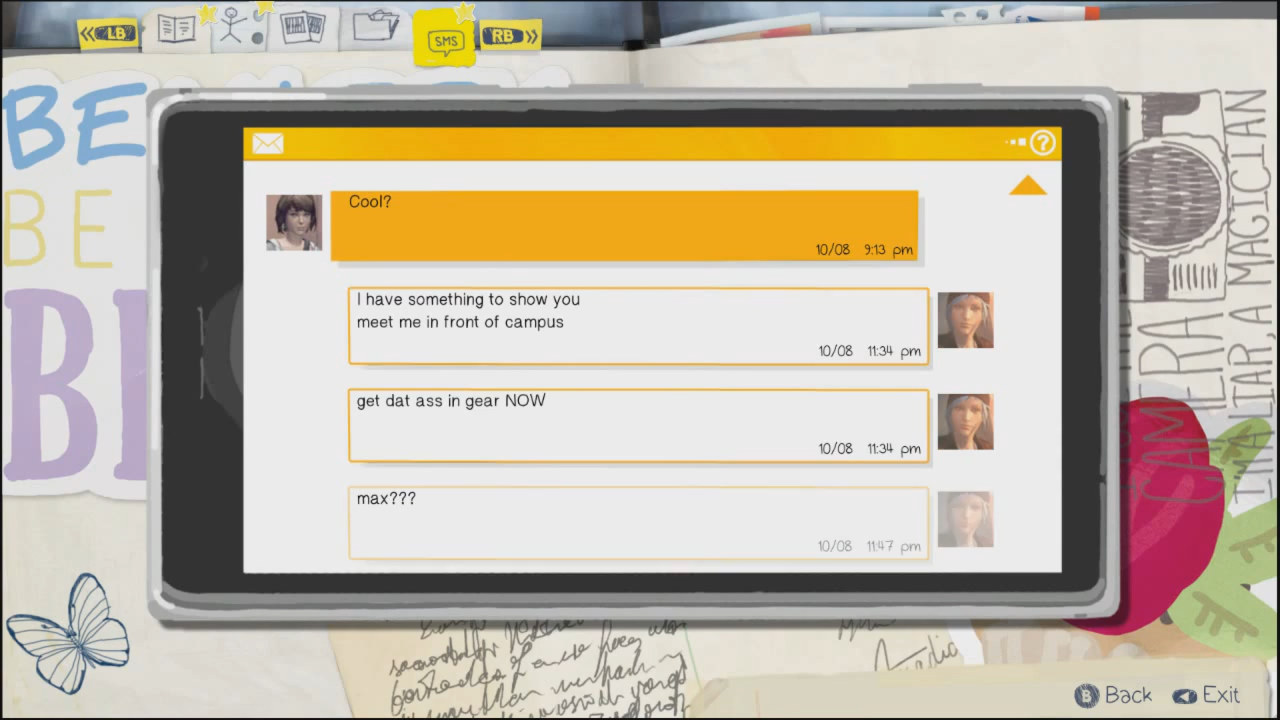 LB
SMS
RB
BE
BE
Cool?
10/08 9:13 pm
I have something to show you
meet me in front of campus
10/08 11:34 pm
get dat ass in gear NOW
10/08 11:34 pm
max???
10/08 11:47 pm
CAMERA
I'M A LIAR, A MAGICIAN
B Back
Exit